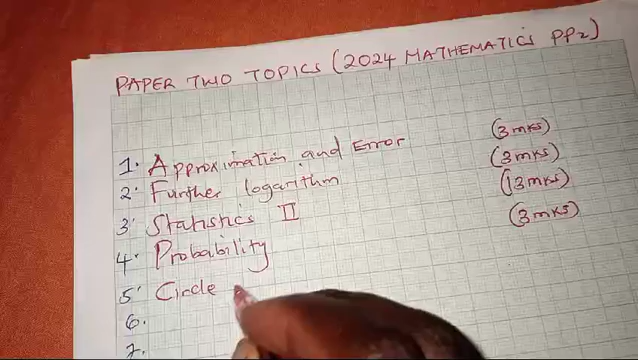 PAPER TWO TOPICS (2024 MATHEMATICS PP2)
1. Approximation and Error (3mks)
2. Further logarithm (3mks)
3. Statistics II (13mks)
4. Probability (3mks)
5. Circle
6.
7.